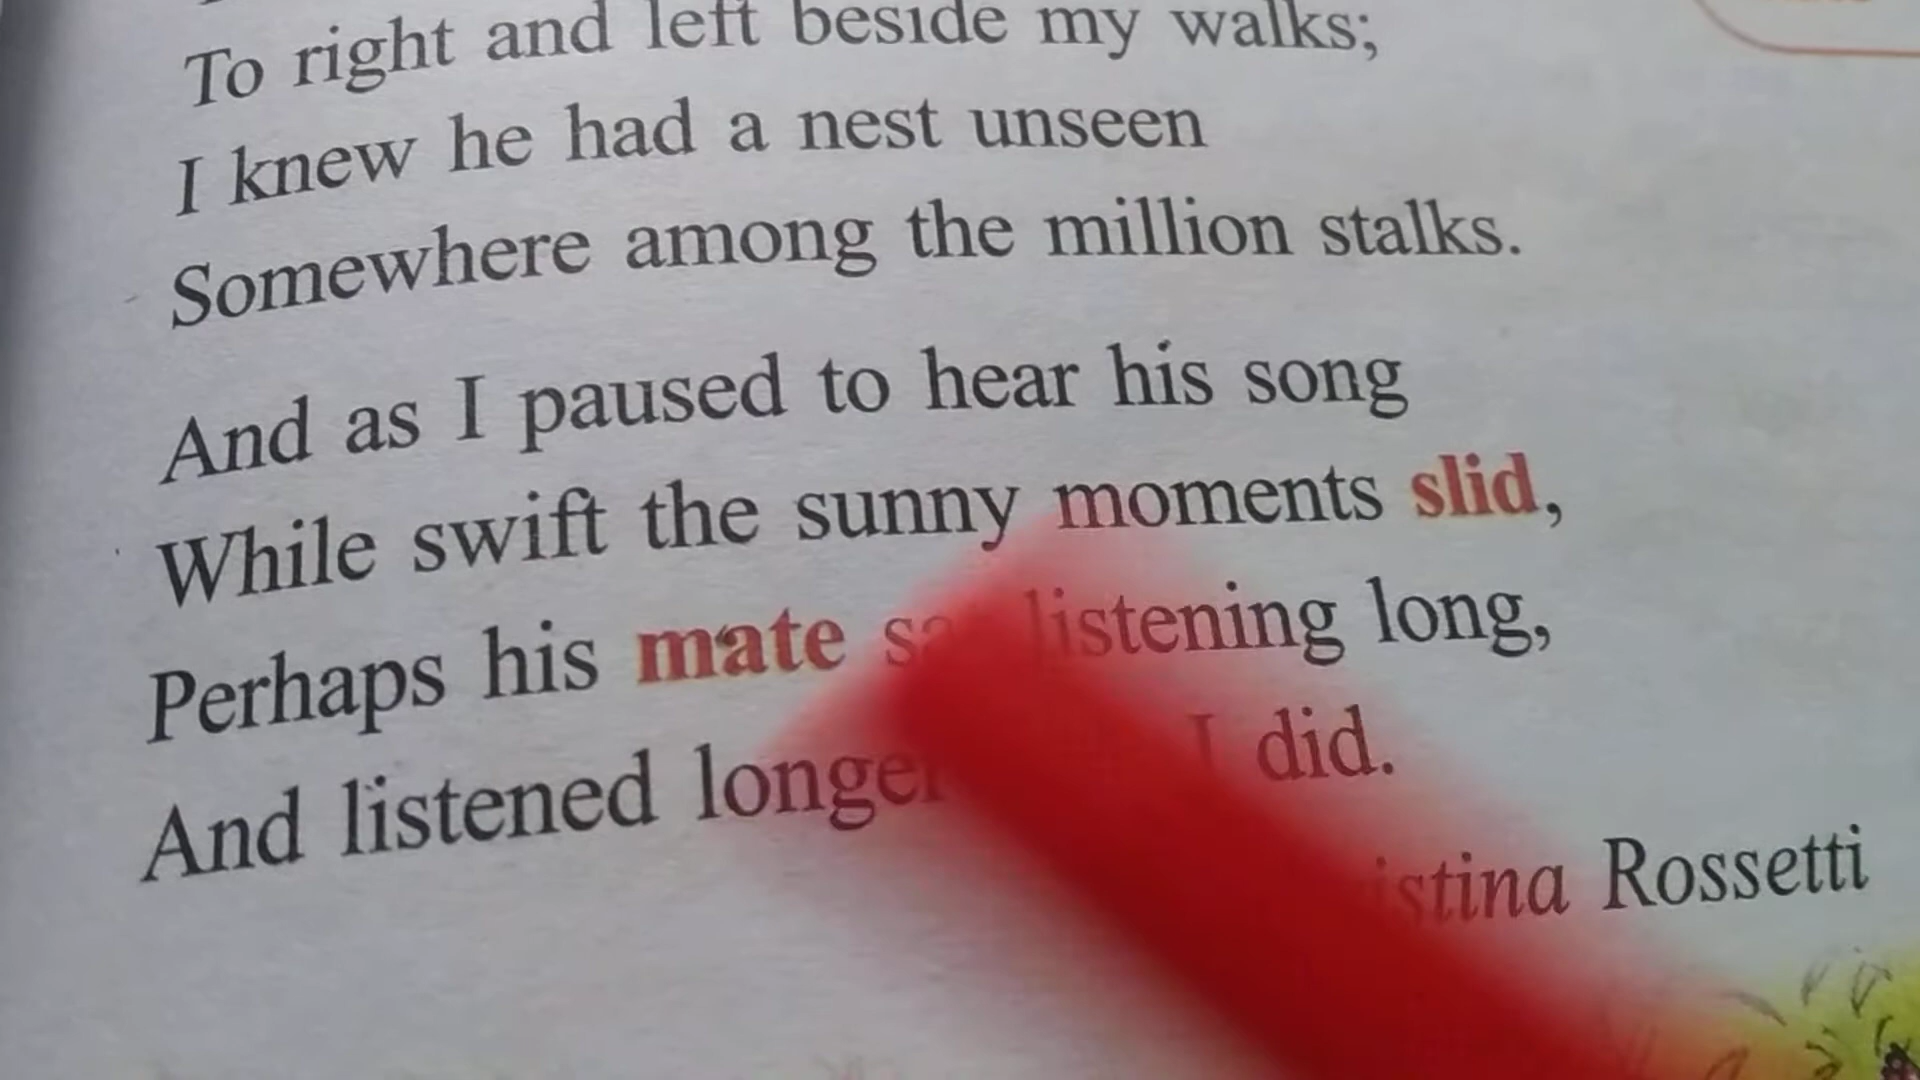 To right and left beside my walks;
I knew he had a nest unseen
Somewhere among the million stalks.
And as I paused to hear his song
While swift the sunny moments slid,
Perhaps his mate listening long,
And listened longer I did.
Rossetti